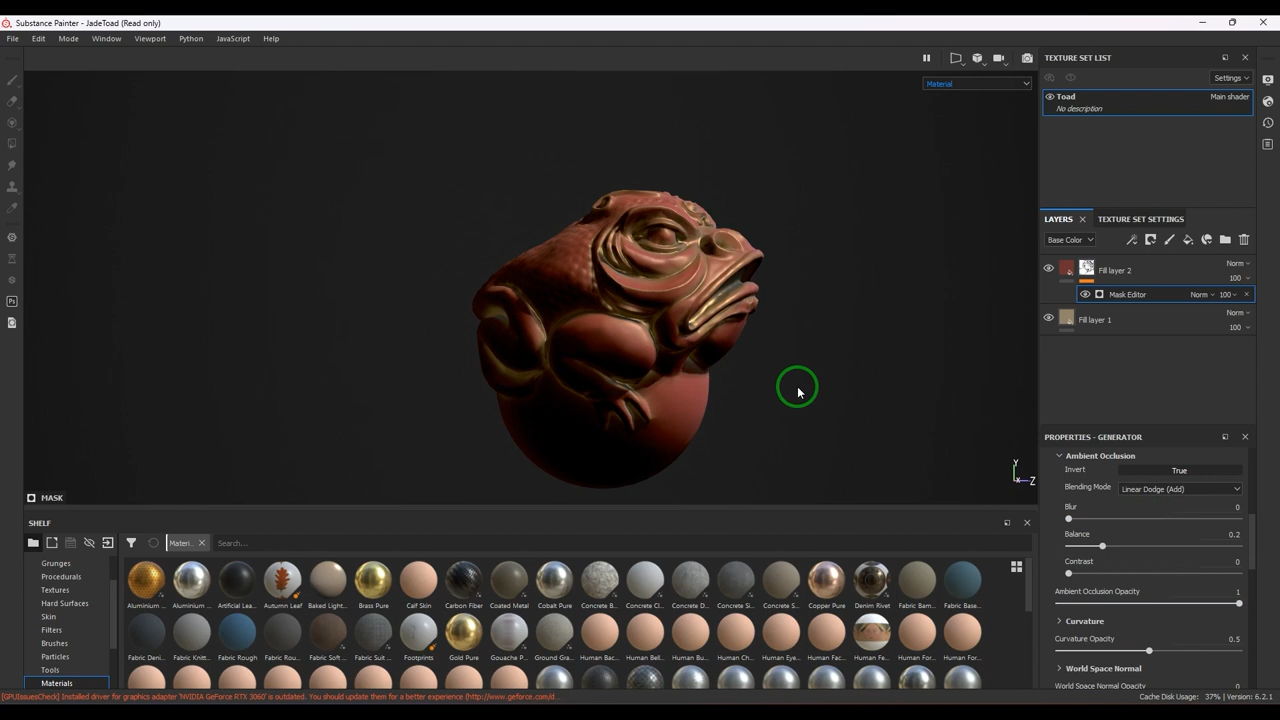 Substance Painter - JadeToad (Read only)
File Edit Mode Window Viewport Python JavaScript Help
Material
TEXTURE SET LIST
Settings
Toad Main shader
No description
LAYERS TEXTURE SET SETTINGS
Base Color
Norm
Fill layer 2
100
Mask Editor Norm 100
Norm
Fill layer 1
100
Y
Z
MASK
PROPERTIES - GENERATOR
Ambient Occlusion
Invert True
Blending Mode Linear Dodge (Add)
Blur 0
Balance 0.2
Contrast 0
Ambient Occlusion Opacity 1
Curvature
Curvature Opacity 0.5
World Space Normal
World Space Normal Opacity 0
SHELF
Ps
Materi... Search...
Grunges
Procedurals
Textures
Hard Surfaces
Skin
Filters
Brushes
Particles
Tools
Materials
Aluminium ... Aluminium ... Artificial Lea... Autumn Leaf Baked Light... Brass Pure Calf Skin Carbon Fiber Coated Metal Cobalt Pure Concrete B... Concrete Cl... Concrete D... Concrete Si... Concrete S... Copper Pure Denim Rivet Fabric Bam... Fabric Base...
Fabric Deni... Fabric Knitt... Fabric Rough Fabric Rou... Fabric Soft ... Fabric Suit ... Footprints Gold Pure Gouache P... Ground Gra... Human Bac... Human Bel... Human Bu... Human Ch... Human Eye... Human Fac... Human Fe... Human For... Human For...
[GPUIssuesCheck] Installed driver for graphics adapter 'NVIDIA GeForce RTX 3060' is outdated. You should update them for a better experience (http://www.geforce.com/d...
Cache Disk Usage: 37% | Version: 6.2.1